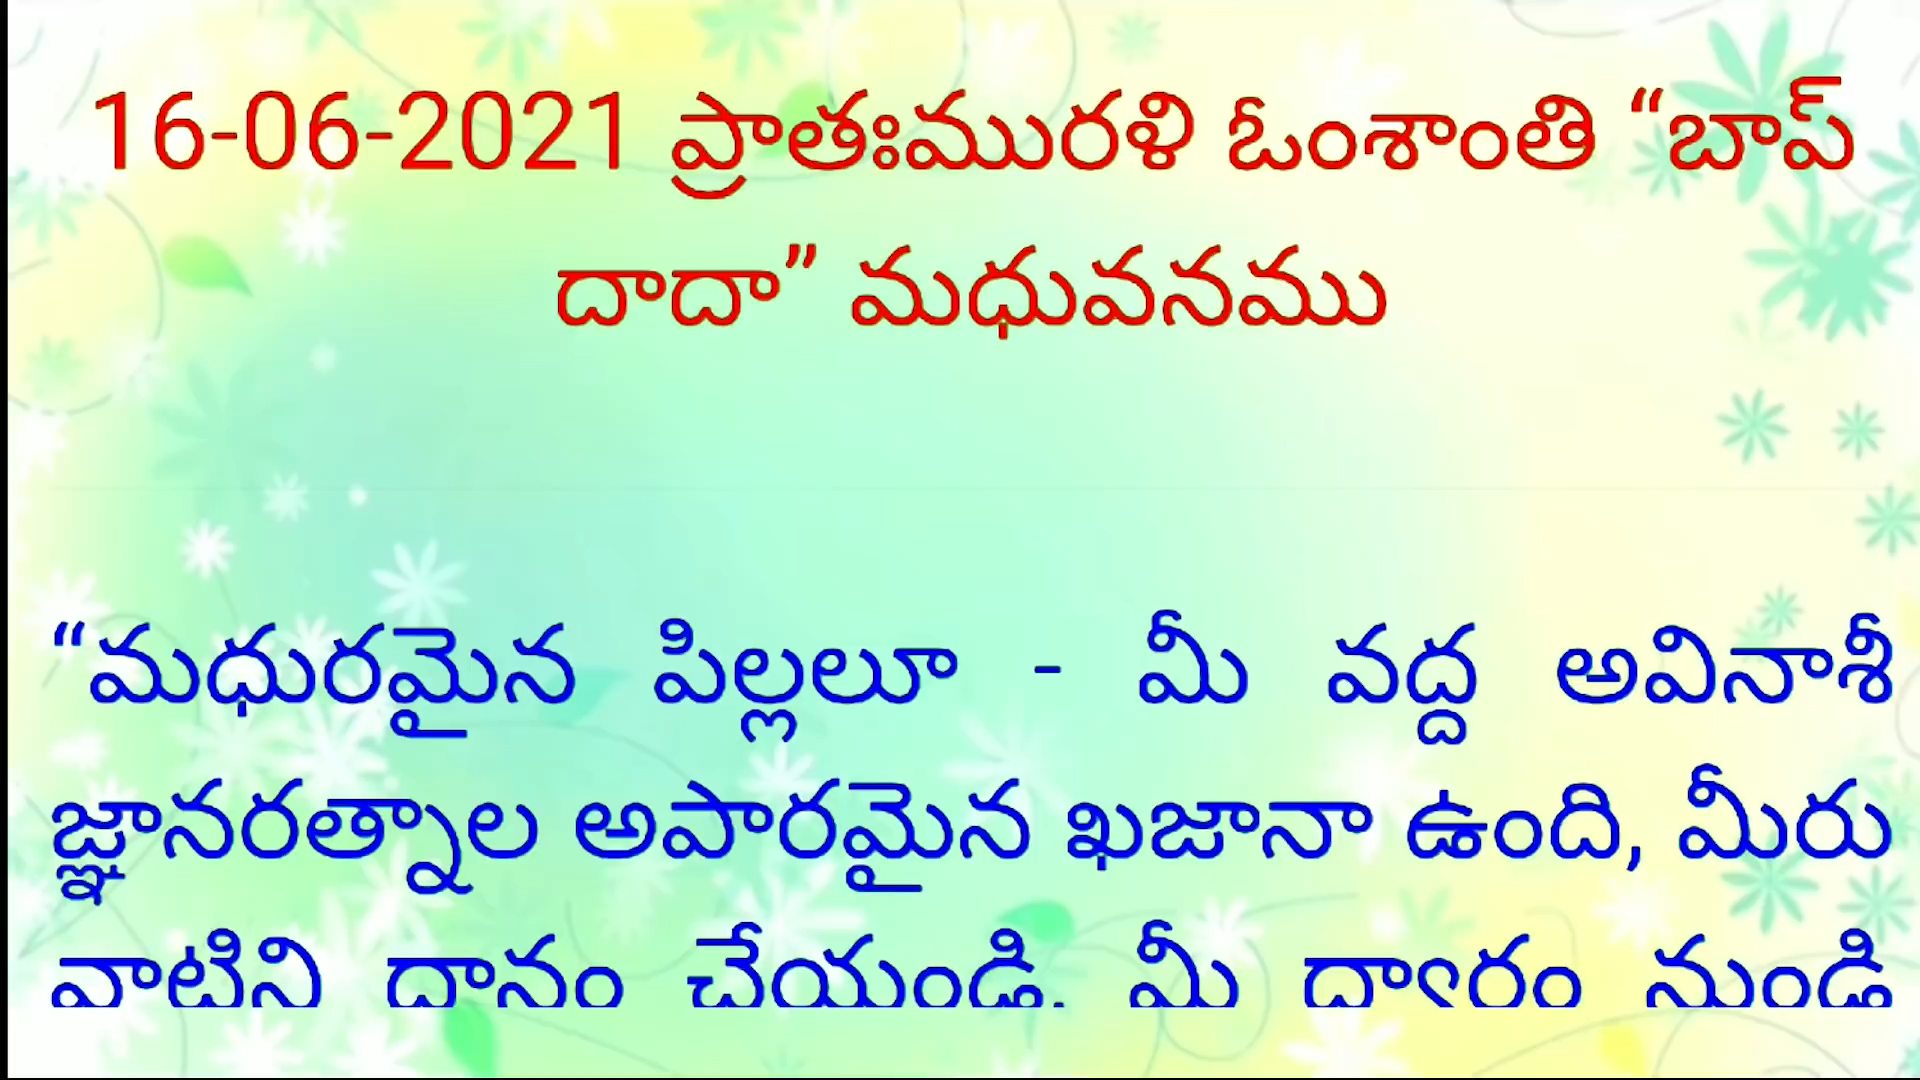 16-06-2021 ప్రాతఃమురళి ఓంశాంతి “బాప్
దాదా” మధువనము
“మధురమైన పిల్లలూ - మీ వద్ద అవినాశీ
జ్ఞానరత్నాల అపారమైన ఖజానా ఉంది, మీరు
వాటిని దానం చేయండి. మీ ద్వారం నుండి